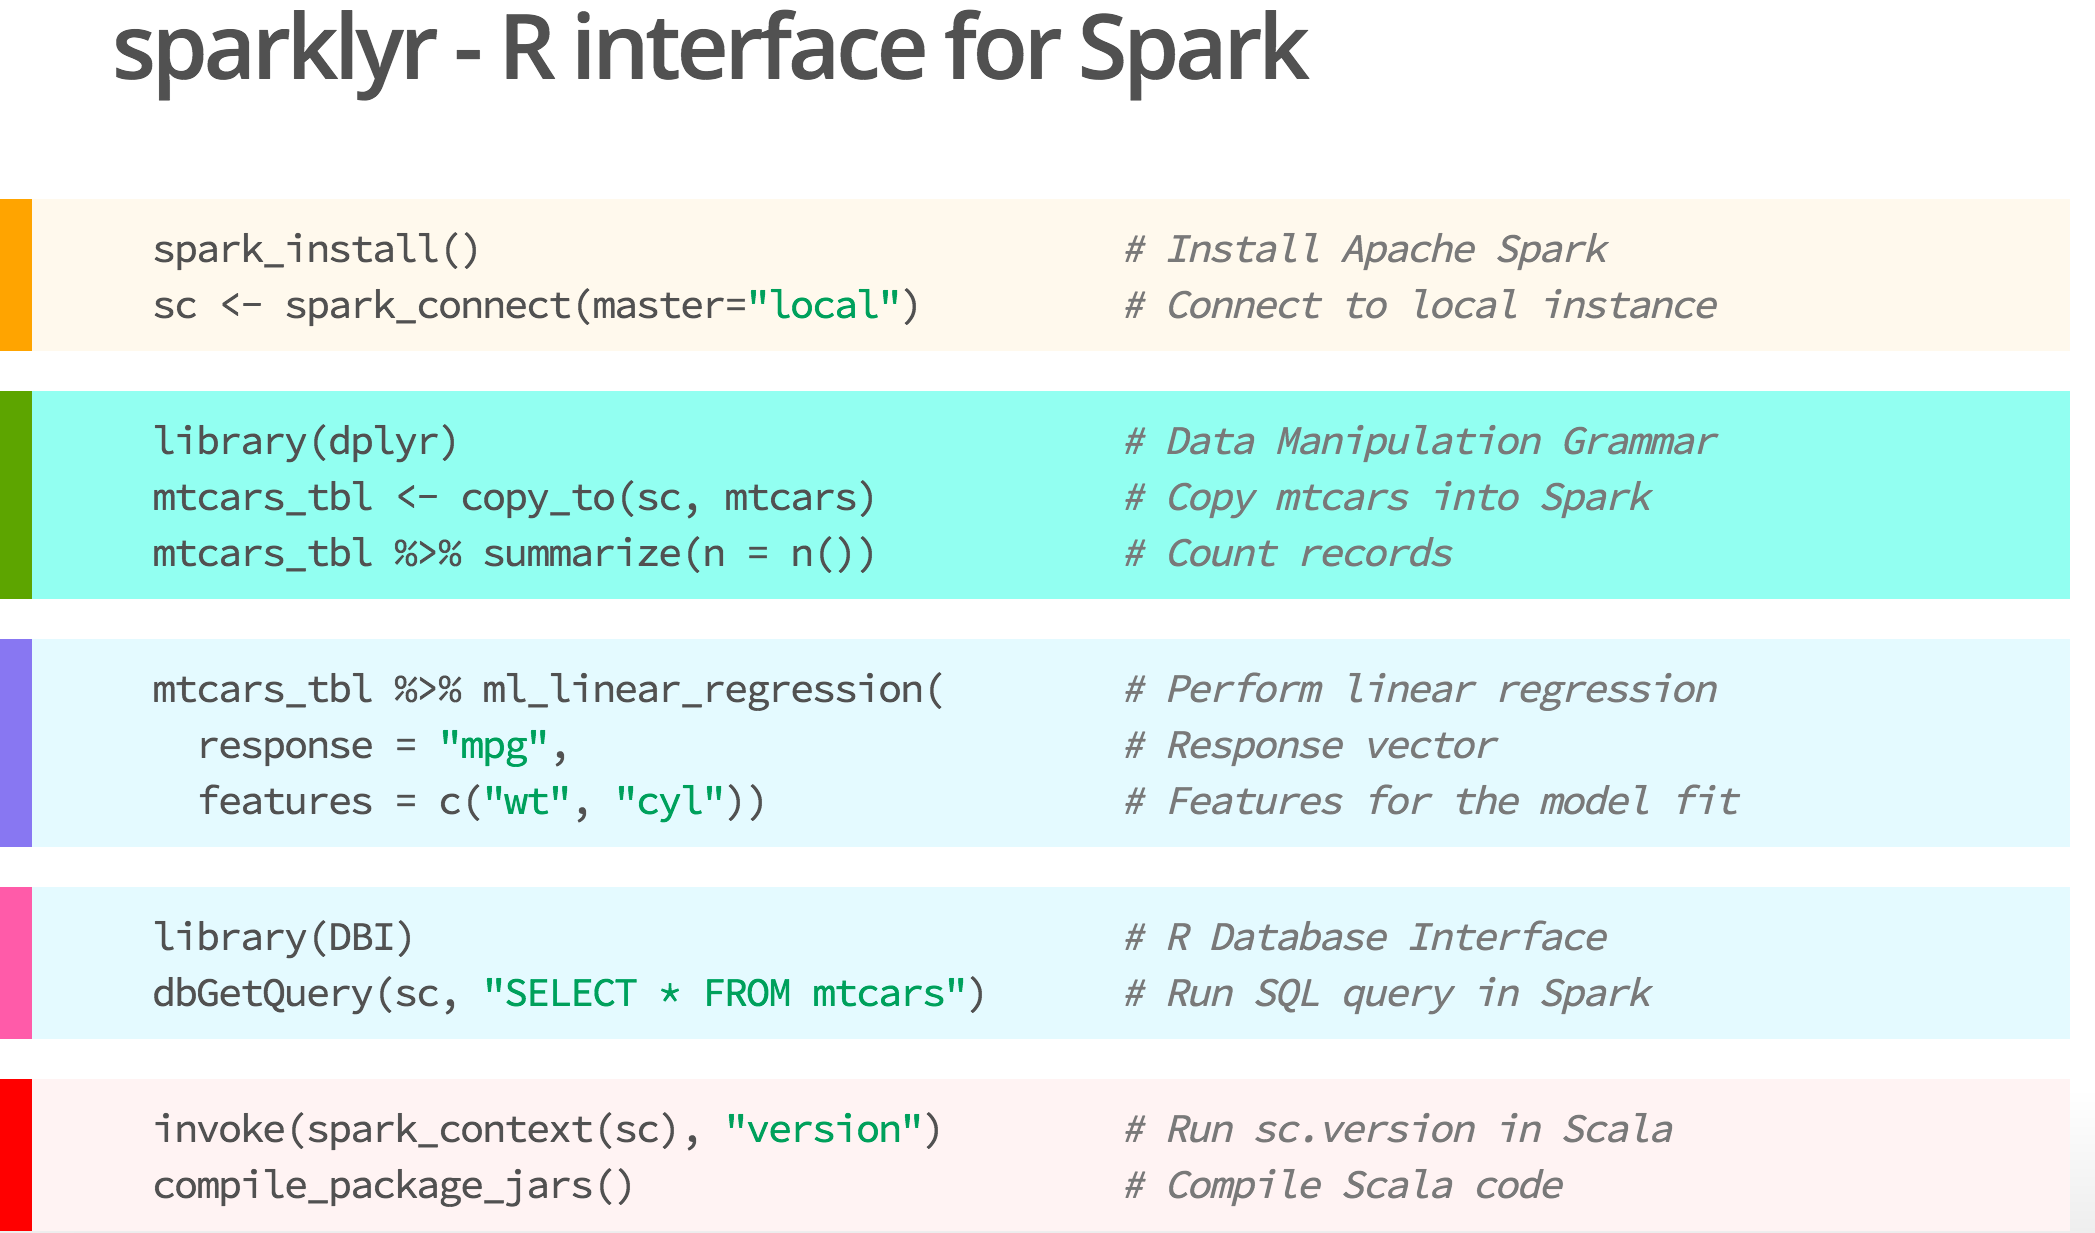 sparklyr - R interface for Spark
spark_install() # Install Apache Spark
sc <- spark_connect(master="local") # Connect to local instance
library(dplyr) # Data Manipulation Grammar
mtcars_tbl <- copy_to(sc, mtcars) # Copy mtcars into Spark
mtcars_tbl %>% summarize(n = n()) # Count records
mtcars_tbl %>% ml_linear_regression( # Perform linear regression
  response = "mpg", # Response vector
  features = c("wt", "cyl")) # Features for the model fit
library(DBI) # R Database Interface
dbGetQuery(sc, "SELECT * FROM mtcars") # Run SQL query in Spark
invoke(spark_context(sc), "version") # Run sc.version in Scala
compile_package_jars() # Compile Scala code